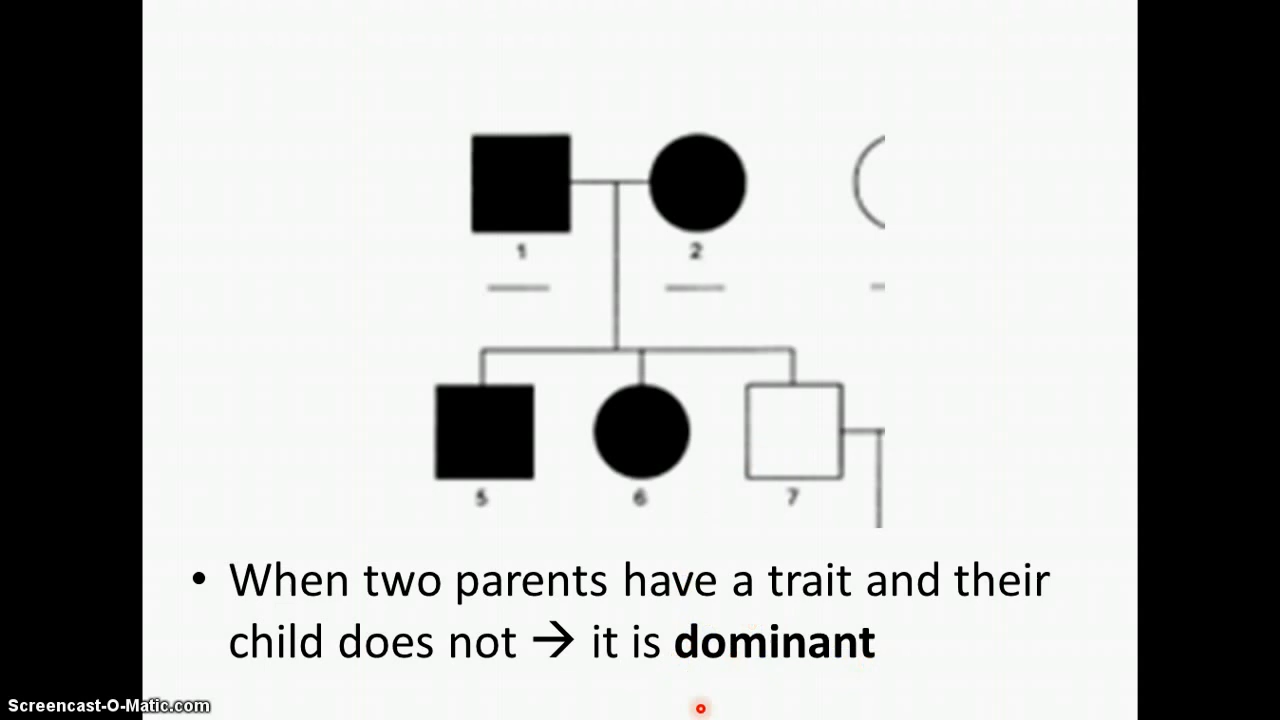 1 2
5 6 7
• When two parents have a trait and their
child does not → it is dominant
Screencast-O-Matic.com